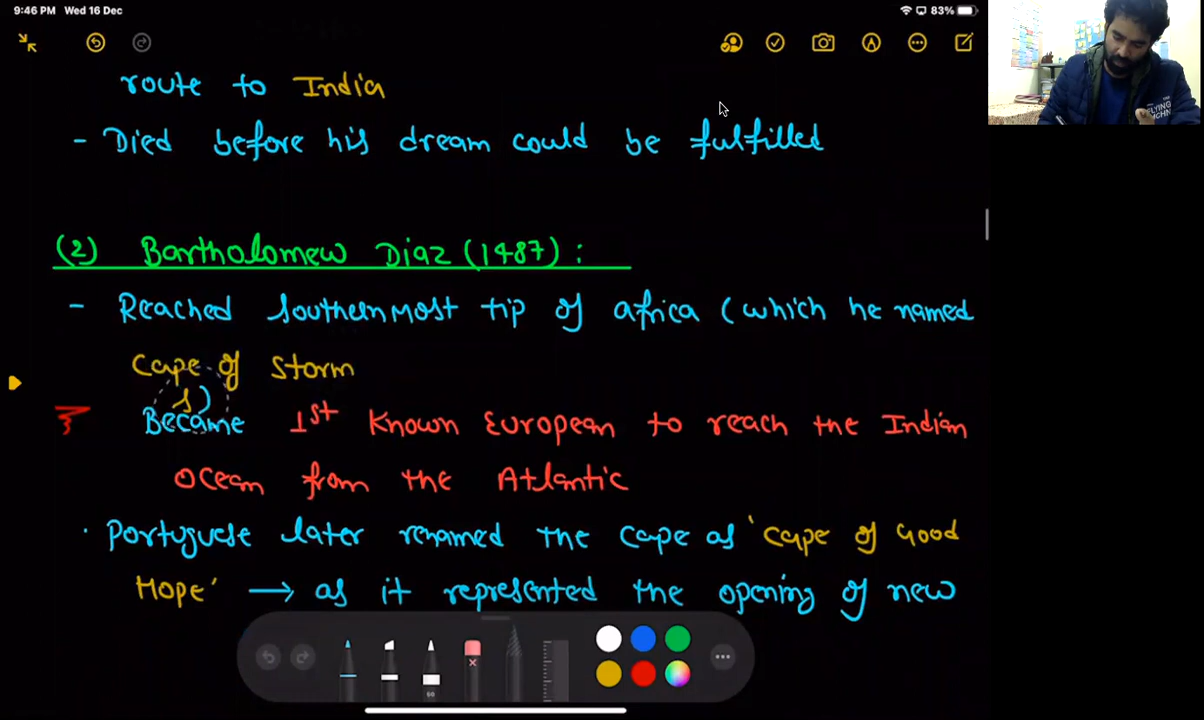 9:46 PM Wed 16 Dec
83%
route to India
- Died before his dream could be fulfilled
(2) Bartholomew Diaz (1487) :
- Reached Southernmost tip of africa (which he named
Cape of storm
s)
Became 1st Known European to reach the Indian
Ocean from the Atlantic
· Portuguese later renamed the cape as 'Cape of Good
Hope' → as it represented the opening of new
50